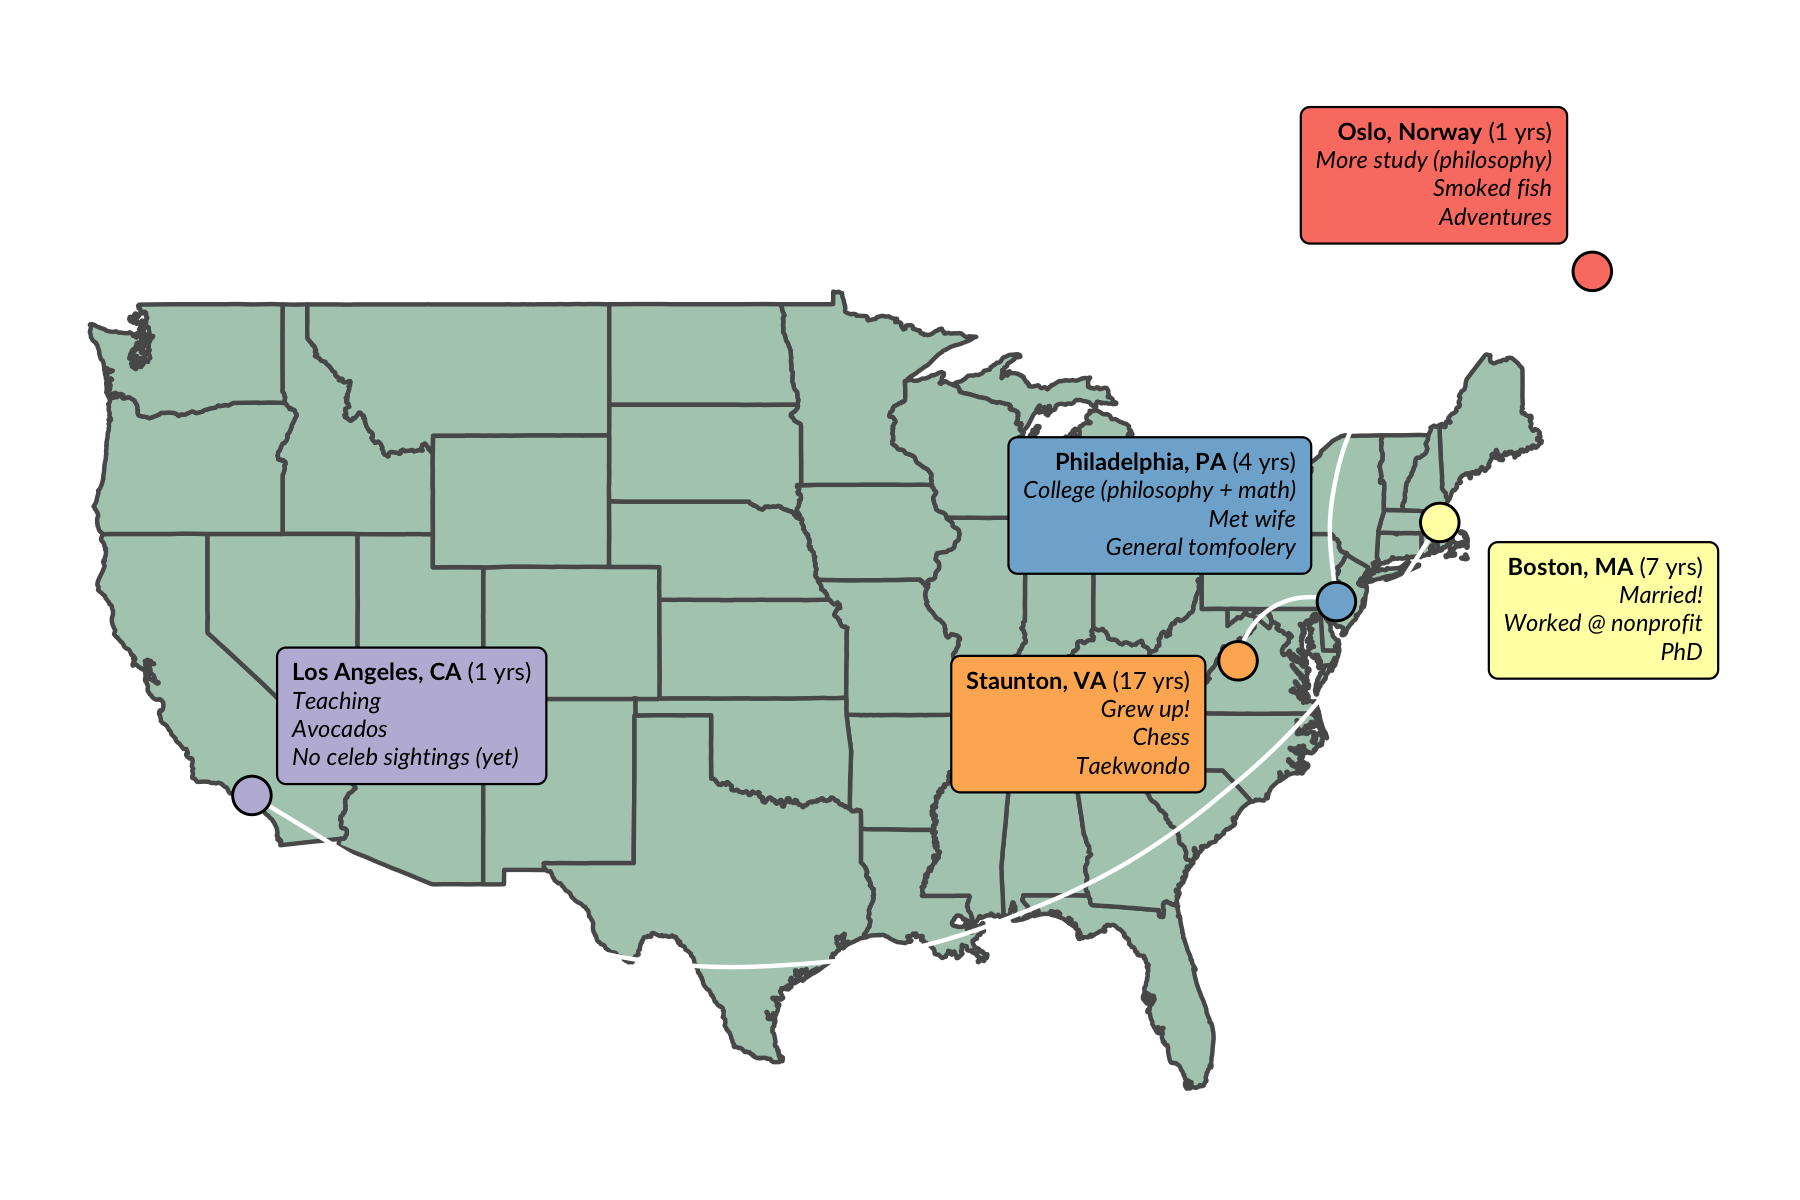 Oslo, Norway (1 yrs)
More study (philosophy)
Smoked fish
Adventures
Philadelphia, PA (4 yrs)
College (philosophy + math)
Met wife
General tomfoolery
Boston, MA (7 yrs)
Married!
Worked @ nonprofit
PhD
Los Angeles, CA (1 yrs)
Teaching
Avocados
No celeb sightings (yet)
Staunton, VA (17 yrs)
Grew up!
Chess
Taekwondo